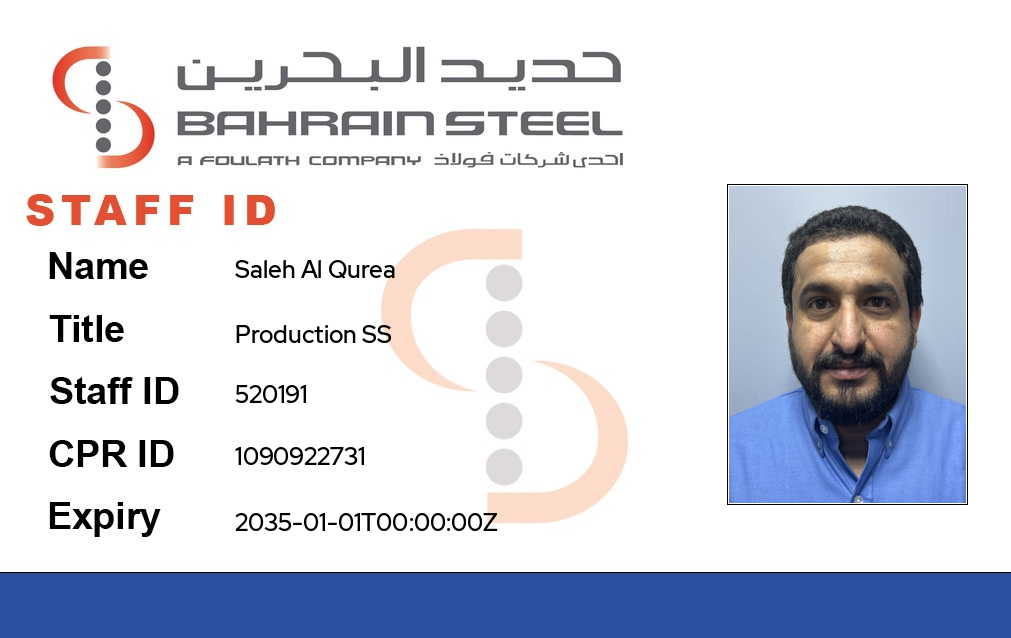 حديد البحرين
BAHRAIN STEEL
A FOULATH COMPANY احدى شركات فولاذ
STAFF ID
Name Saleh Al Qurea
Title Production SS
Staff ID 520191
CPR ID 1090922731
Expiry 2035-01-01T00:00:00Z